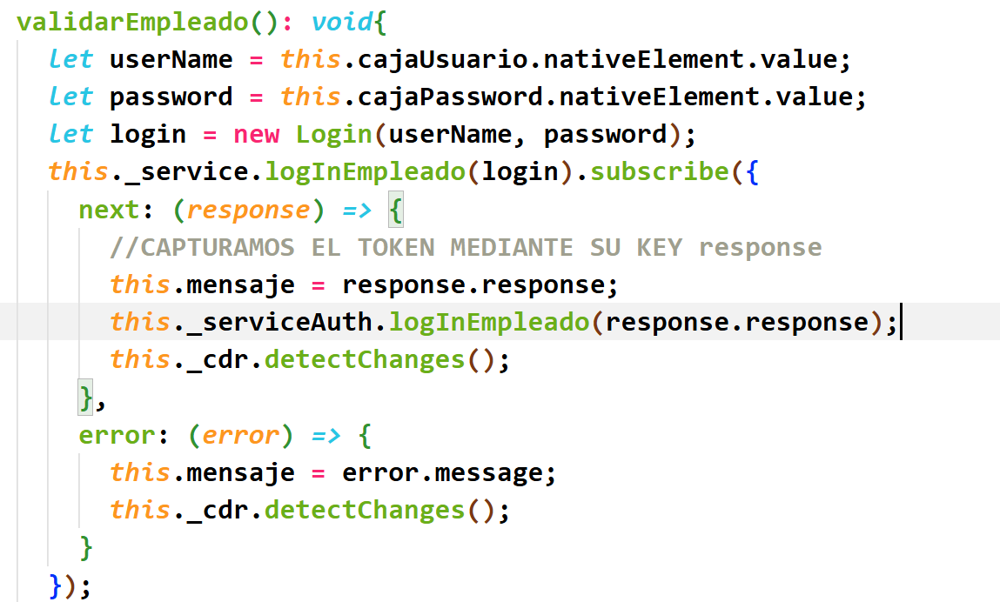 validarEmpleado(): void{
let userName = this.cajaUsuario.nativeElement.value;
let password = this.cajaPassword.nativeElement.value;
let login = new Login(userName, password);
this._service.logInEmpleado(login).subscribe({
next: (response) => {
//CAPTURAMOS EL TOKEN MEDIANTE SU KEY response
this.mensaje = response.response;
this._serviceAuth.logInEmpleado(response.response);
this._cdr.detectChanges();
},
error: (error) => {
this.mensaje = error.message;
this._cdr.detectChanges();
}
});